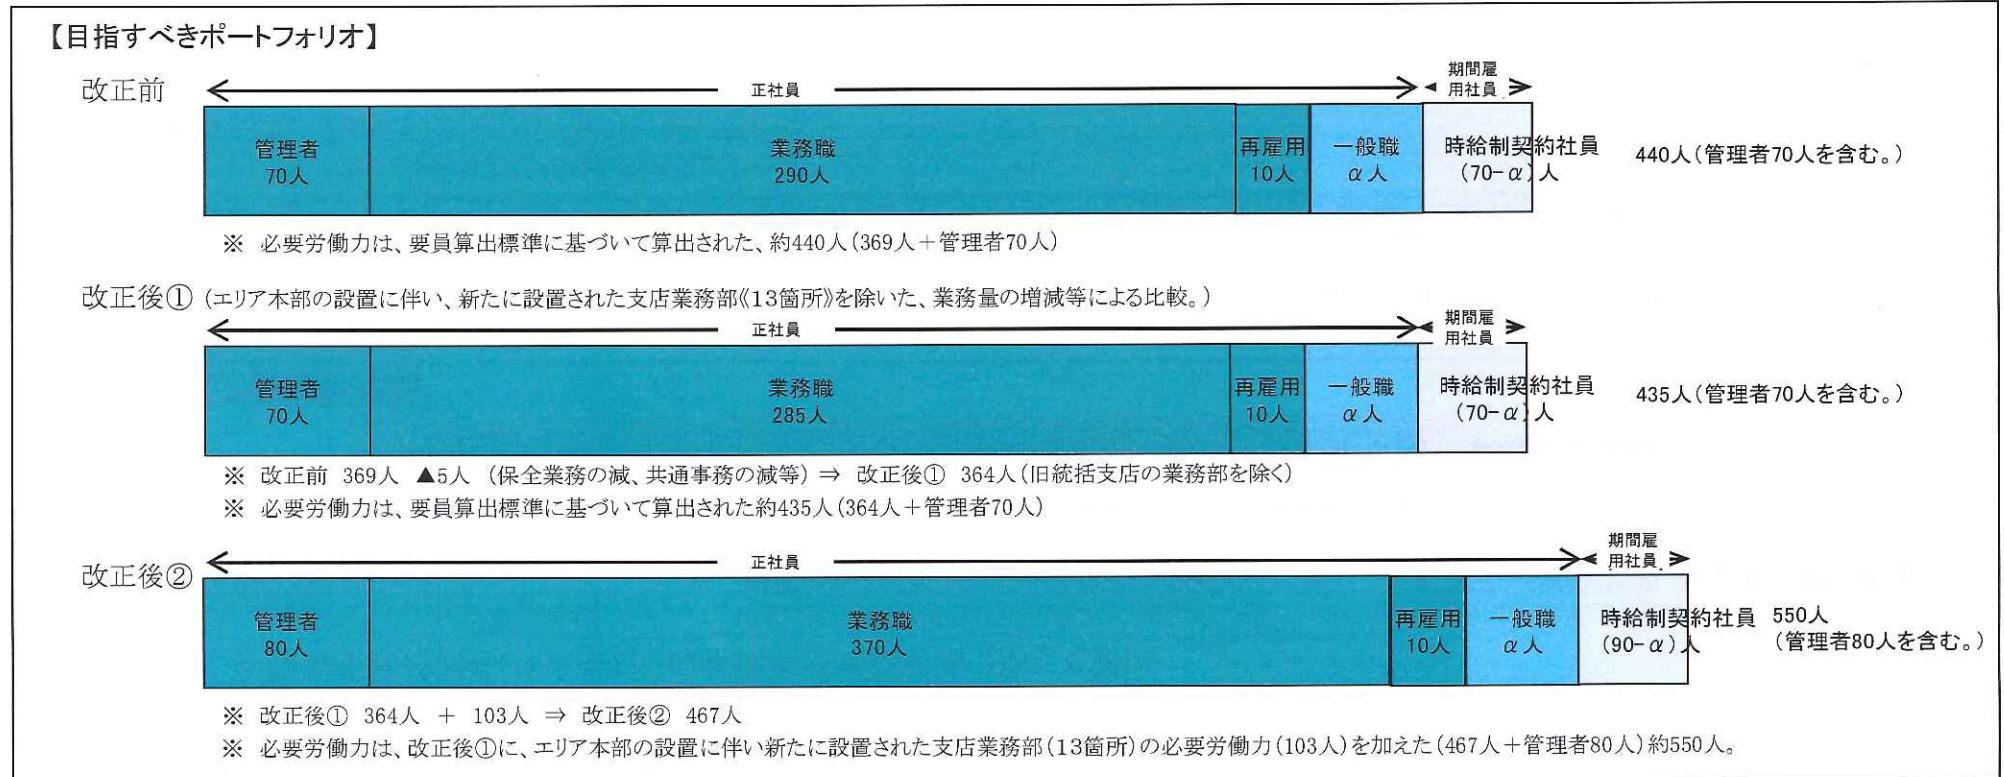 【目指すべきポートフォリオ】
改正前
正社員
期間雇
用社員
管理者
70人
業務職
290人
再雇用
10人
一般職
α人
時給制契約社員
(70-α)人
440人(管理者70人を含む。)
※ 必要労働力は、要員算出標準に基づいて算出された、約440人(369人+管理者70人)
改正後① (エリア本部の設置に伴い、新たに設置された支店業務部《13箇所》を除いた、業務量の増減等による比較。)
正社員
期間雇
用社員
管理者
70人
業務職
285人
再雇用
10人
一般職
α人
時給制契約社員
(70-α)人
435人(管理者70人を含む。)
※ 改正前 369人 ▲5人 (保全業務の減、共通事務の減等) ⇒ 改正後① 364人(旧統括支店の業務部を除く)
※ 必要労働力は、要員算出標準に基づいて算出された約435人(364人+管理者70人)
改正後②
正社員
期間雇
用社員
管理者
80人
業務職
370人
再雇用
10人
一般職
α人
時給制契約社員
(90-α)人
550人
(管理者80人を含む。)
※ 改正後① 364人 + 103人 ⇒ 改正後② 467人
※ 必要労働力は、改正後①に、エリア本部の設置に伴い新たに設置された支店業務部(13箇所)の必要労働力(103人)を加えた(467人+管理者80人)約550人。